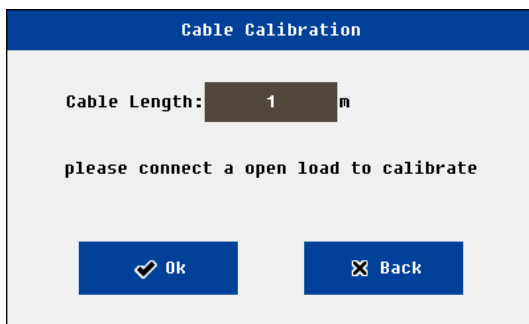 Cable Calibration
Cable Length: 1 m
please connect a open load to calibrate
Ok
Back